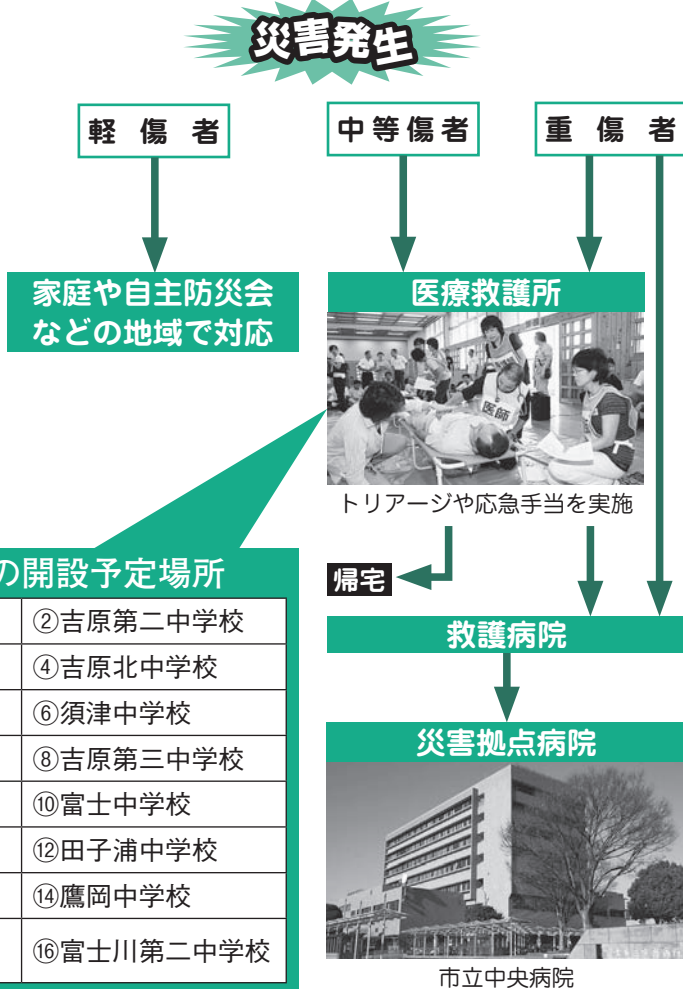 災害発生
軽傷者
中等傷者
重傷者
家庭や自主防災会
などの地域で対応
医療救護所
医師
トリアージや応急手当を実施
帰宅
救護病院
災害拠点病院
市立中央病院
の開設予定場所
②吉原第二中学校
④吉原北中学校
⑥須津中学校
⑧吉原第三中学校
⑩富士中学校
⑫田子浦中学校
⑭鷹岡中学校
⑯富士川第二中学校